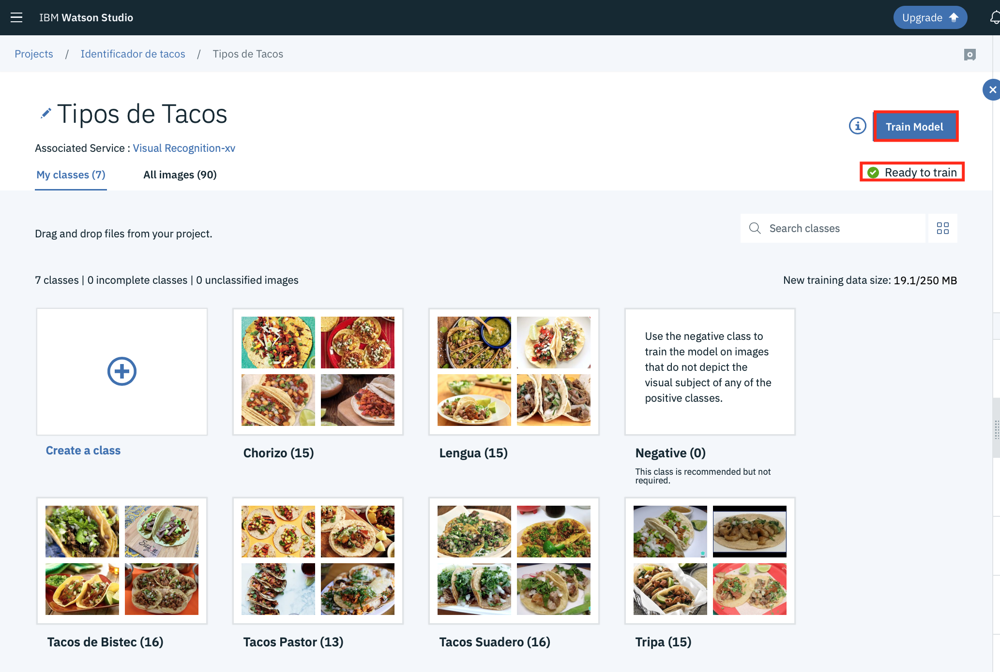 IBM Watson Studio
Upgrade
Projects / Identificador de tacos / Tipos de Tacos
Tipos de Tacos
Train Model
Associated Service : Visual Recognition-xv
My classes (7)
All images (90)
Ready to train
Drag and drop files from your project.
Search classes
7 classes | 0 incomplete classes | 0 unclassified images
New training data size: 19.1/250 MB
Use the negative class to
train the model on images
that do not depict the
visual subject of any of the
positive classes.
Create a class
Chorizo (15)
Lengua (15)
Negative (0)
This class is recommended but not
required.
Tacos de Bistec (16)
Tacos Pastor (13)
Tacos Suadero (16)
Tripa (15)